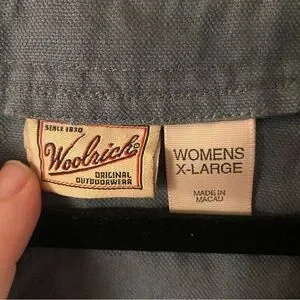 SINCE 1830
Woolrich
ORIGINAL
OUTDOORWEAR
WOMENS
X-LARGE
MADE IN
MACAU